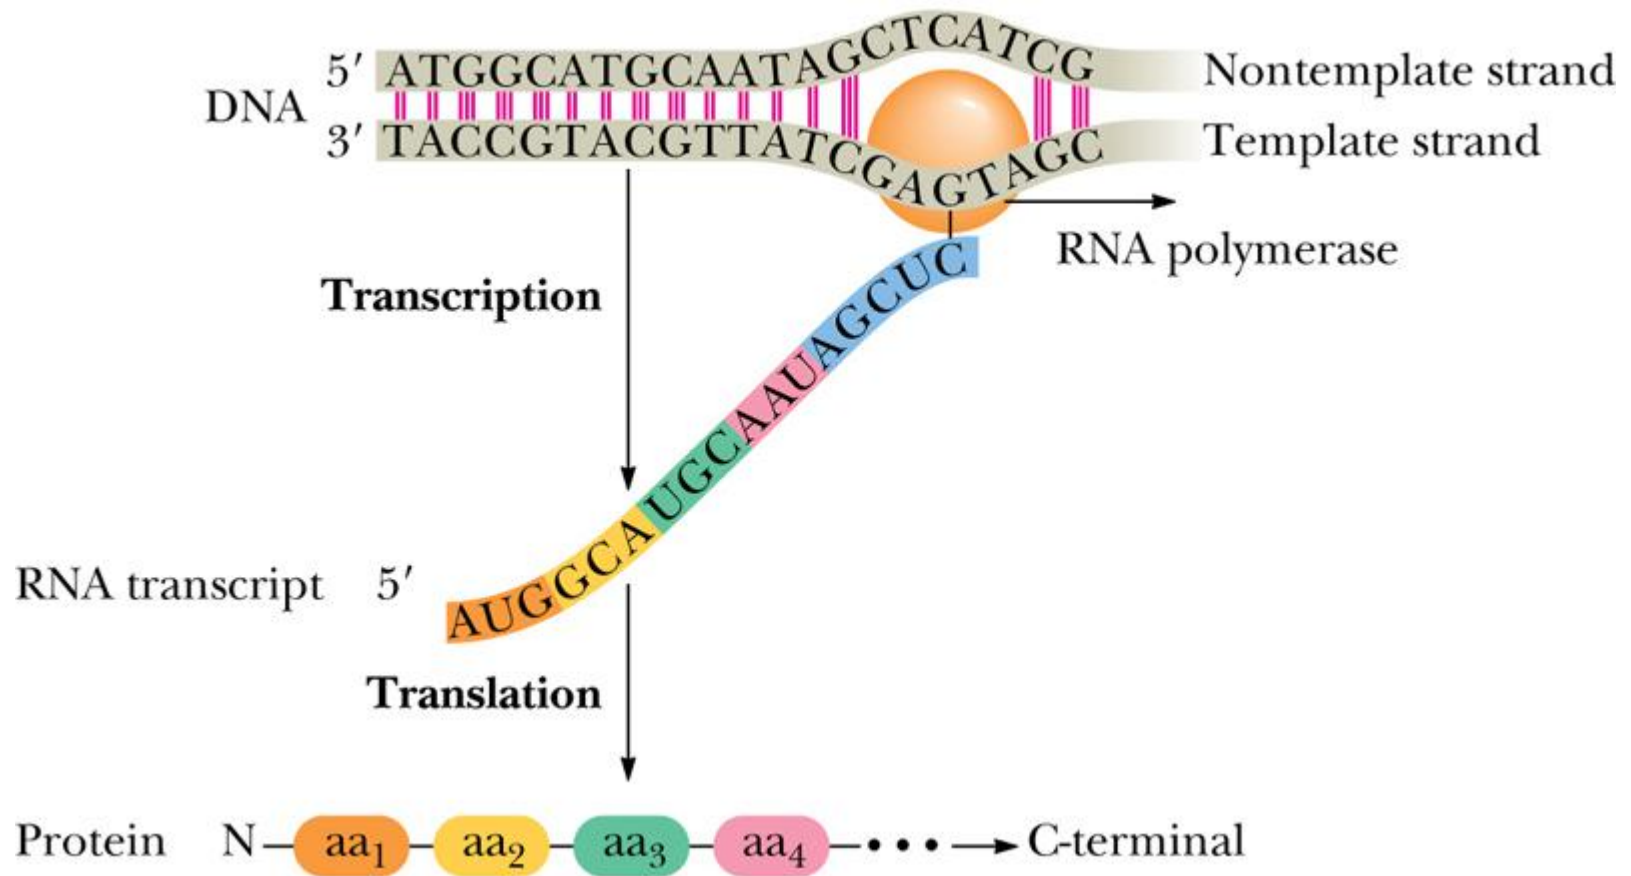 5′ ATGGCATGCAATAGCTCATCG Nontemplate strand
DNA
3′ TACCGTACGTTATCGAGTAGC Template strand
RNA polymerase
Transcription
AUGGCAUGCAAUAGCUC
RNA transcript 5′
Translation
Protein N aa1 aa2 aa3 aa4 ••• C-terminal